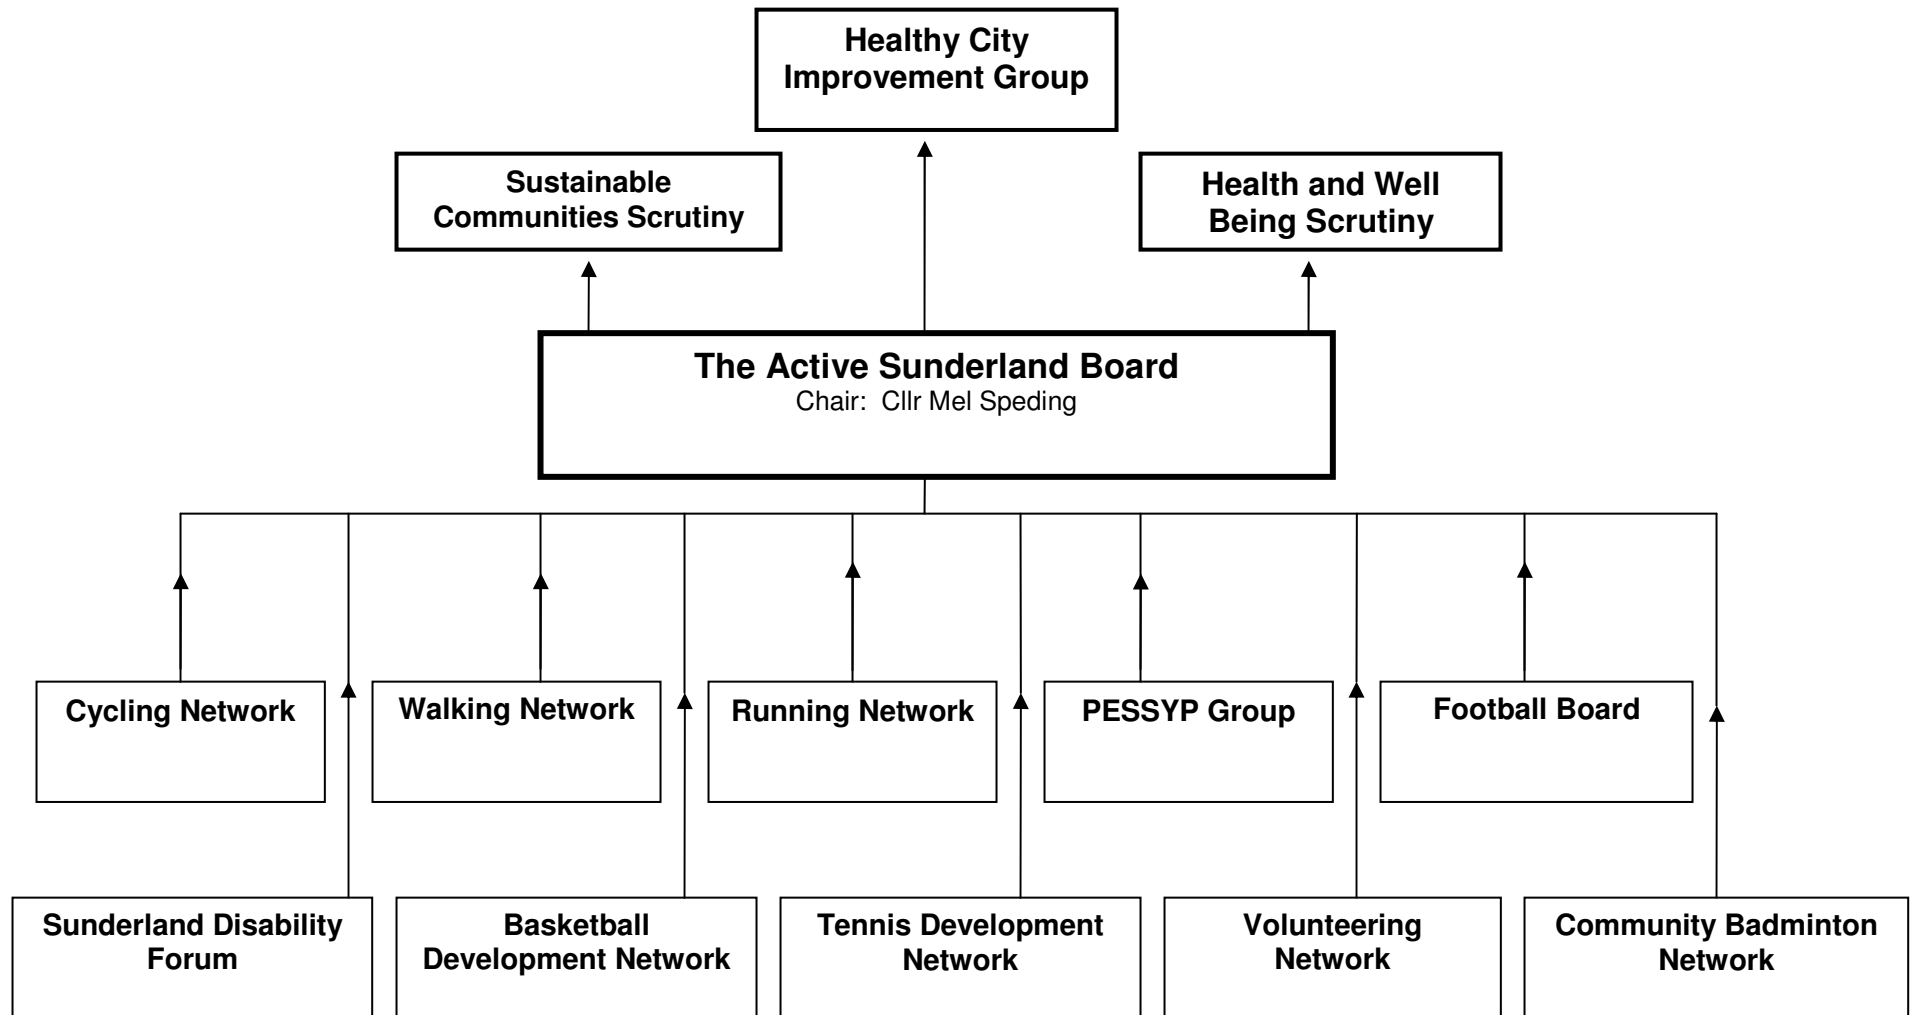 Healthy City
Improvement Group
Sustainable
Communities Scrutiny
Health and Well
Being Scrutiny
The Active Sunderland Board
Chair: Cllr Mel Speding
Cycling Network
Walking Network
Running Network
PESSYP Group
Football Board
Sunderland Disability
Forum
Basketball
Development Network
Tennis Development
Network
Volunteering
Network
Community Badminton
Network